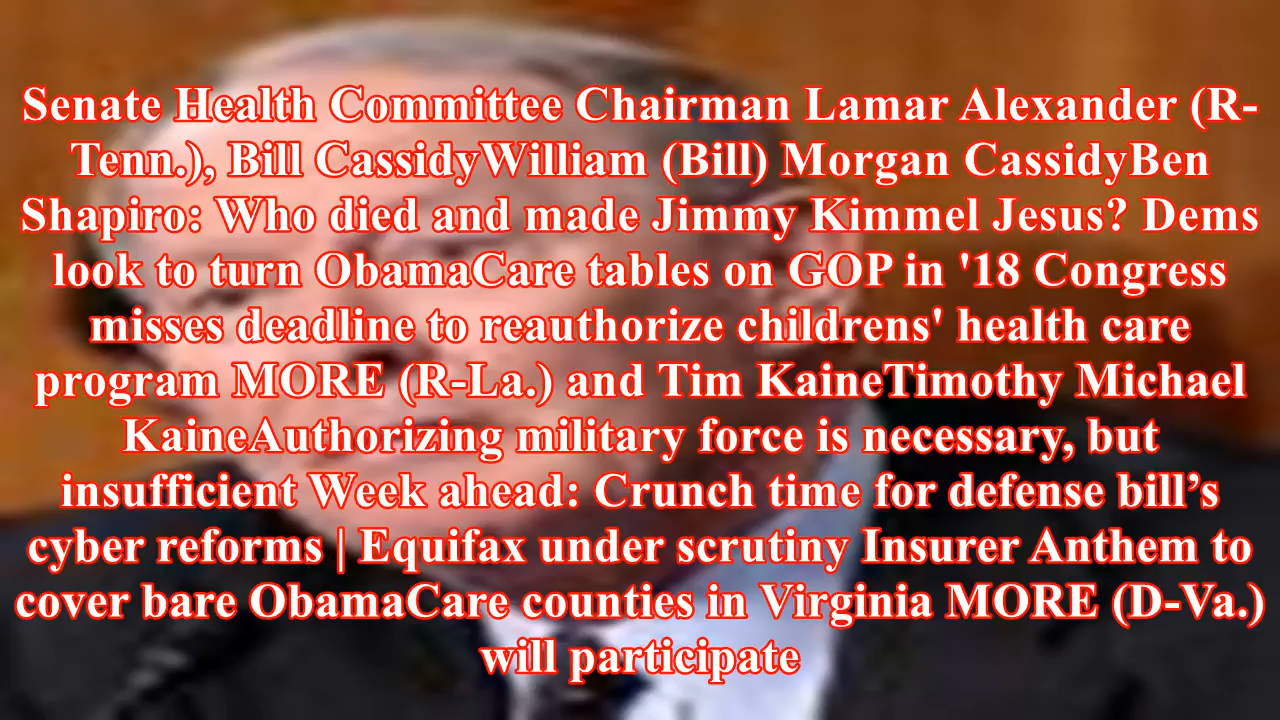 Senate Health Committee Chairman Lamar Alexander (R-
Tenn.), Bill CassidyWilliam (Bill) Morgan CassidyBen
Shapiro: Who died and made Jimmy Kimmel Jesus? Dems
look to turn ObamaCare tables on GOP in '18 Congress
misses deadline to reauthorize childrens' health care
program MORE (R-La.) and Tim KaineTimothy Michael
KaineAuthorizing military force is necessary, but
insufficient Week ahead: Crunch time for defense bill’s
cyber reforms | Equifax under scrutiny Insurer Anthem to
cover bare ObamaCare counties in Virginia MORE (D-Va.)
will participate